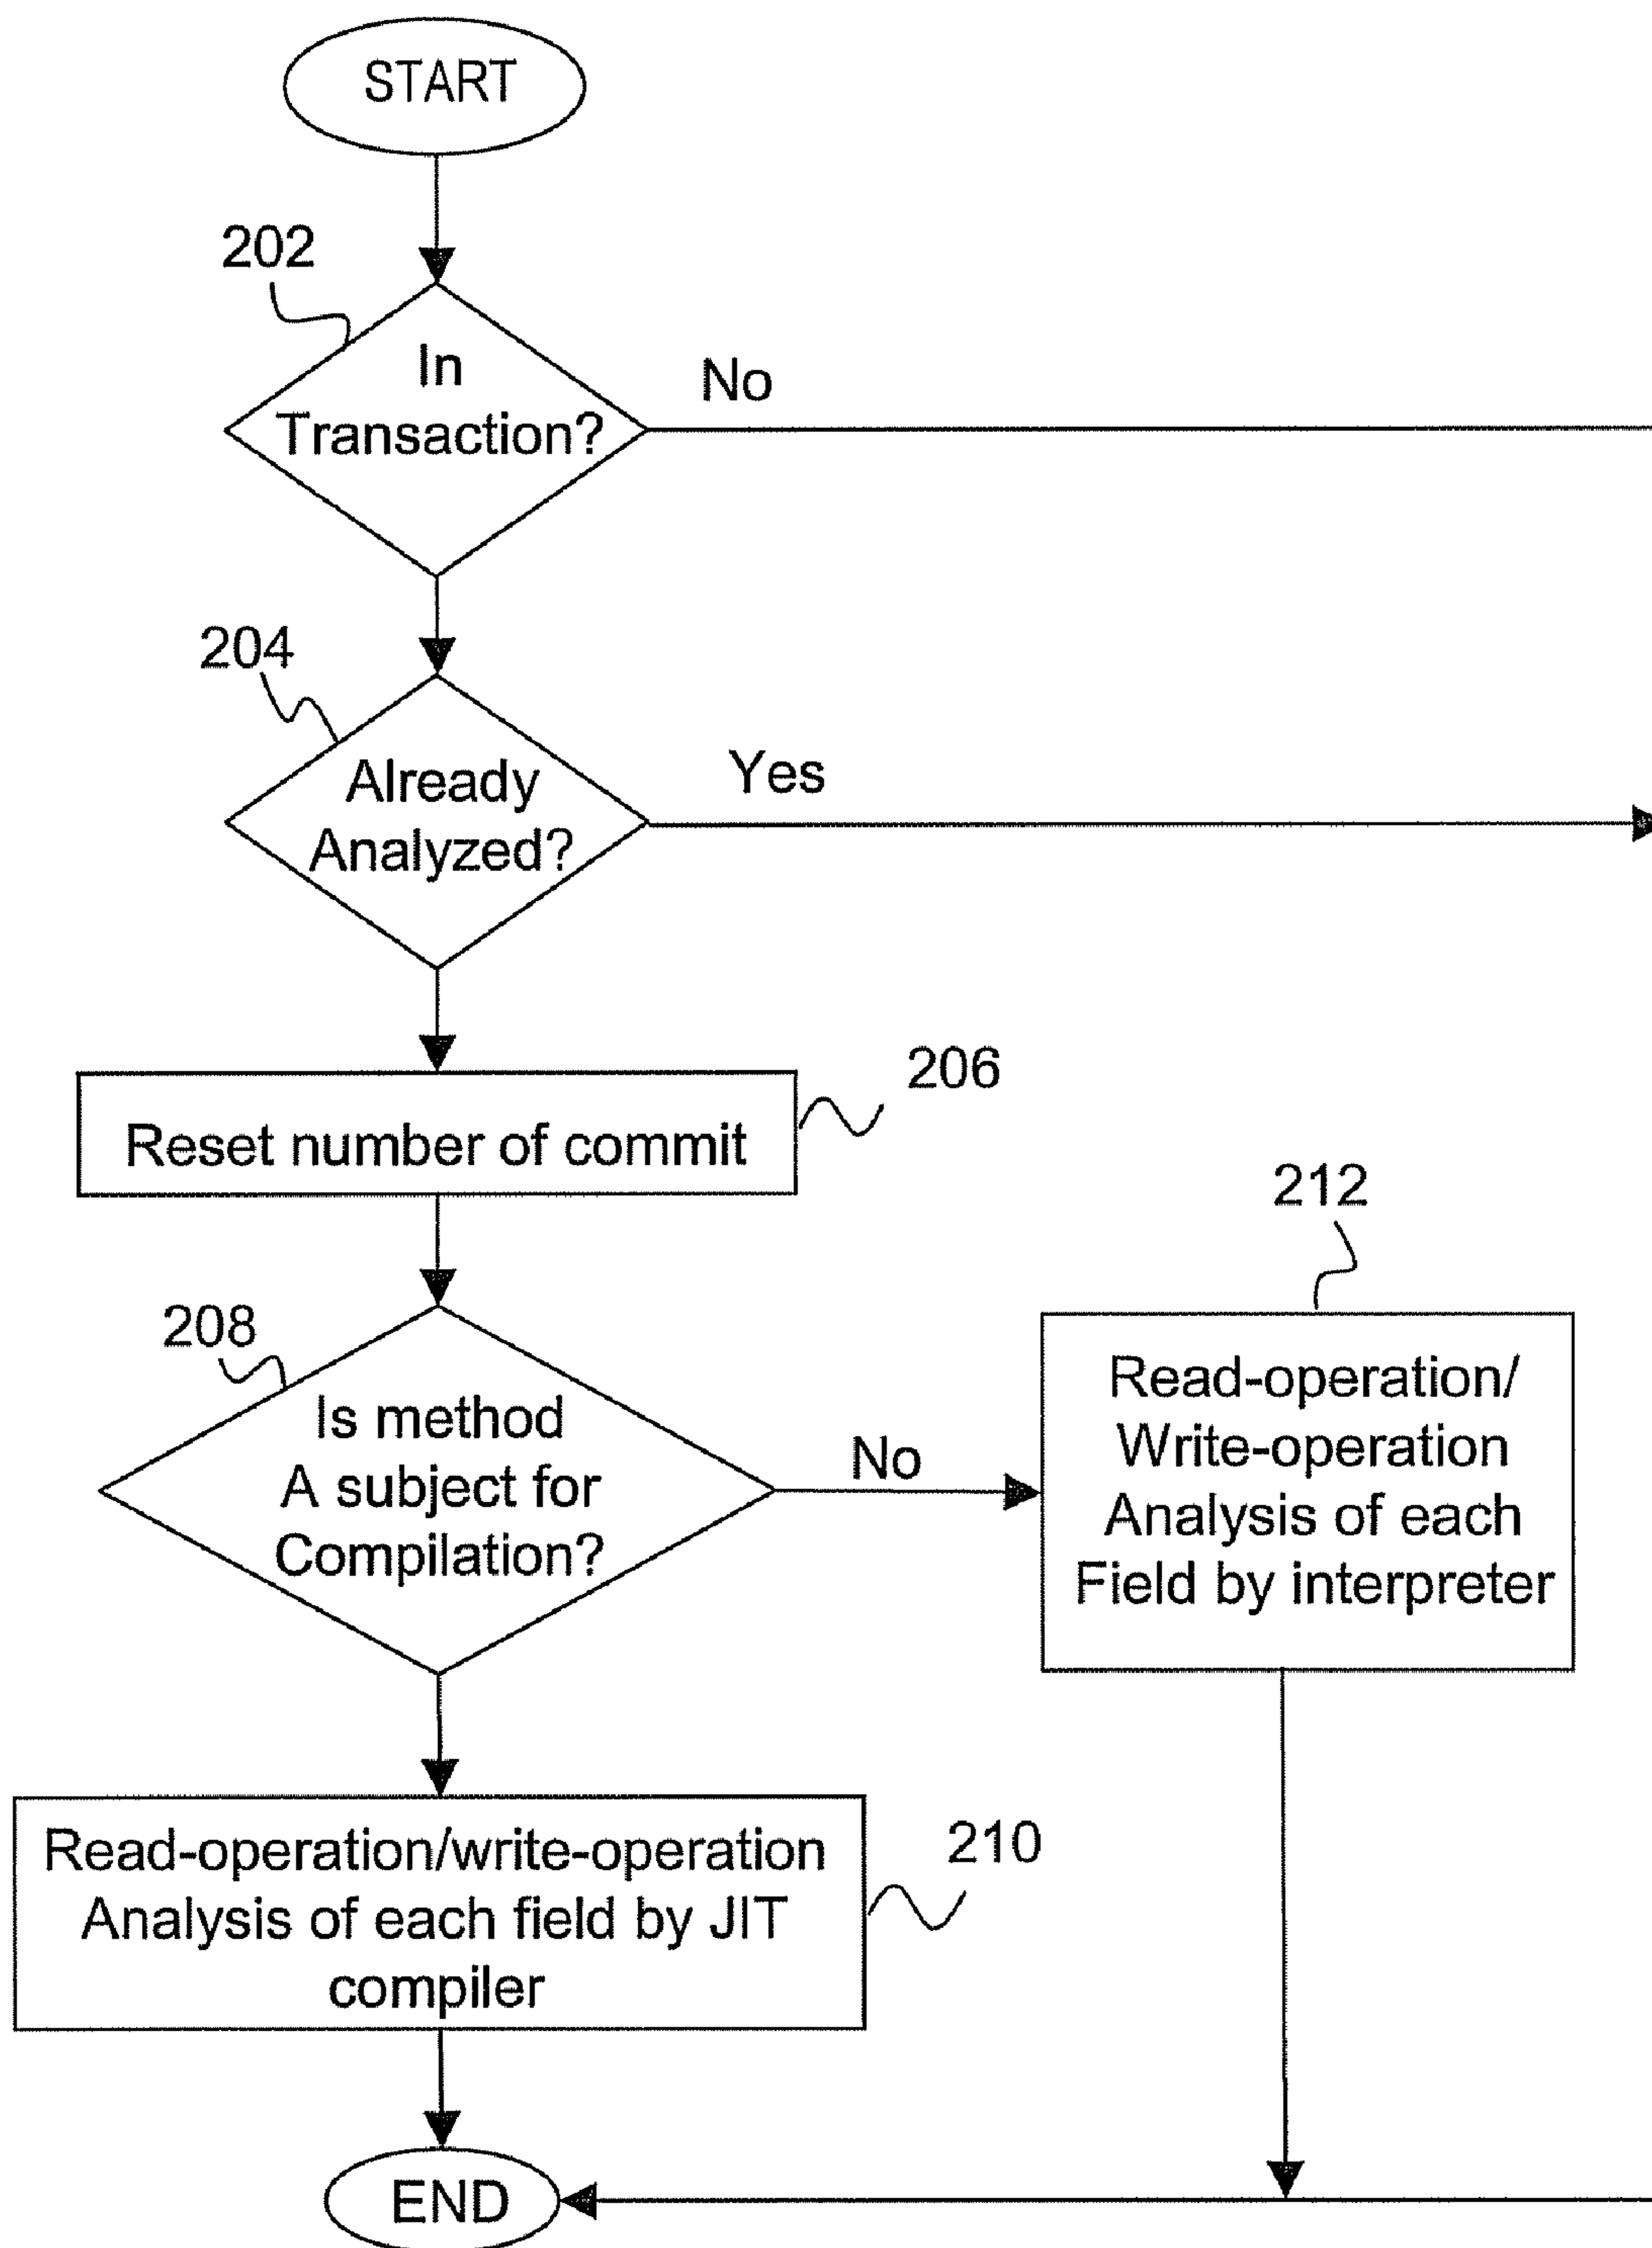 START
202
In
Transaction?
No
204
Already
Analyzed?
Yes
206
Reset number of commit
208
Is method
A subject for
Compilation?
No
212
Read-operation/
Write-operation
Analysis of each
Field by interpreter
210
Read-operation/write-operation
Analysis of each field by JIT
compiler
END